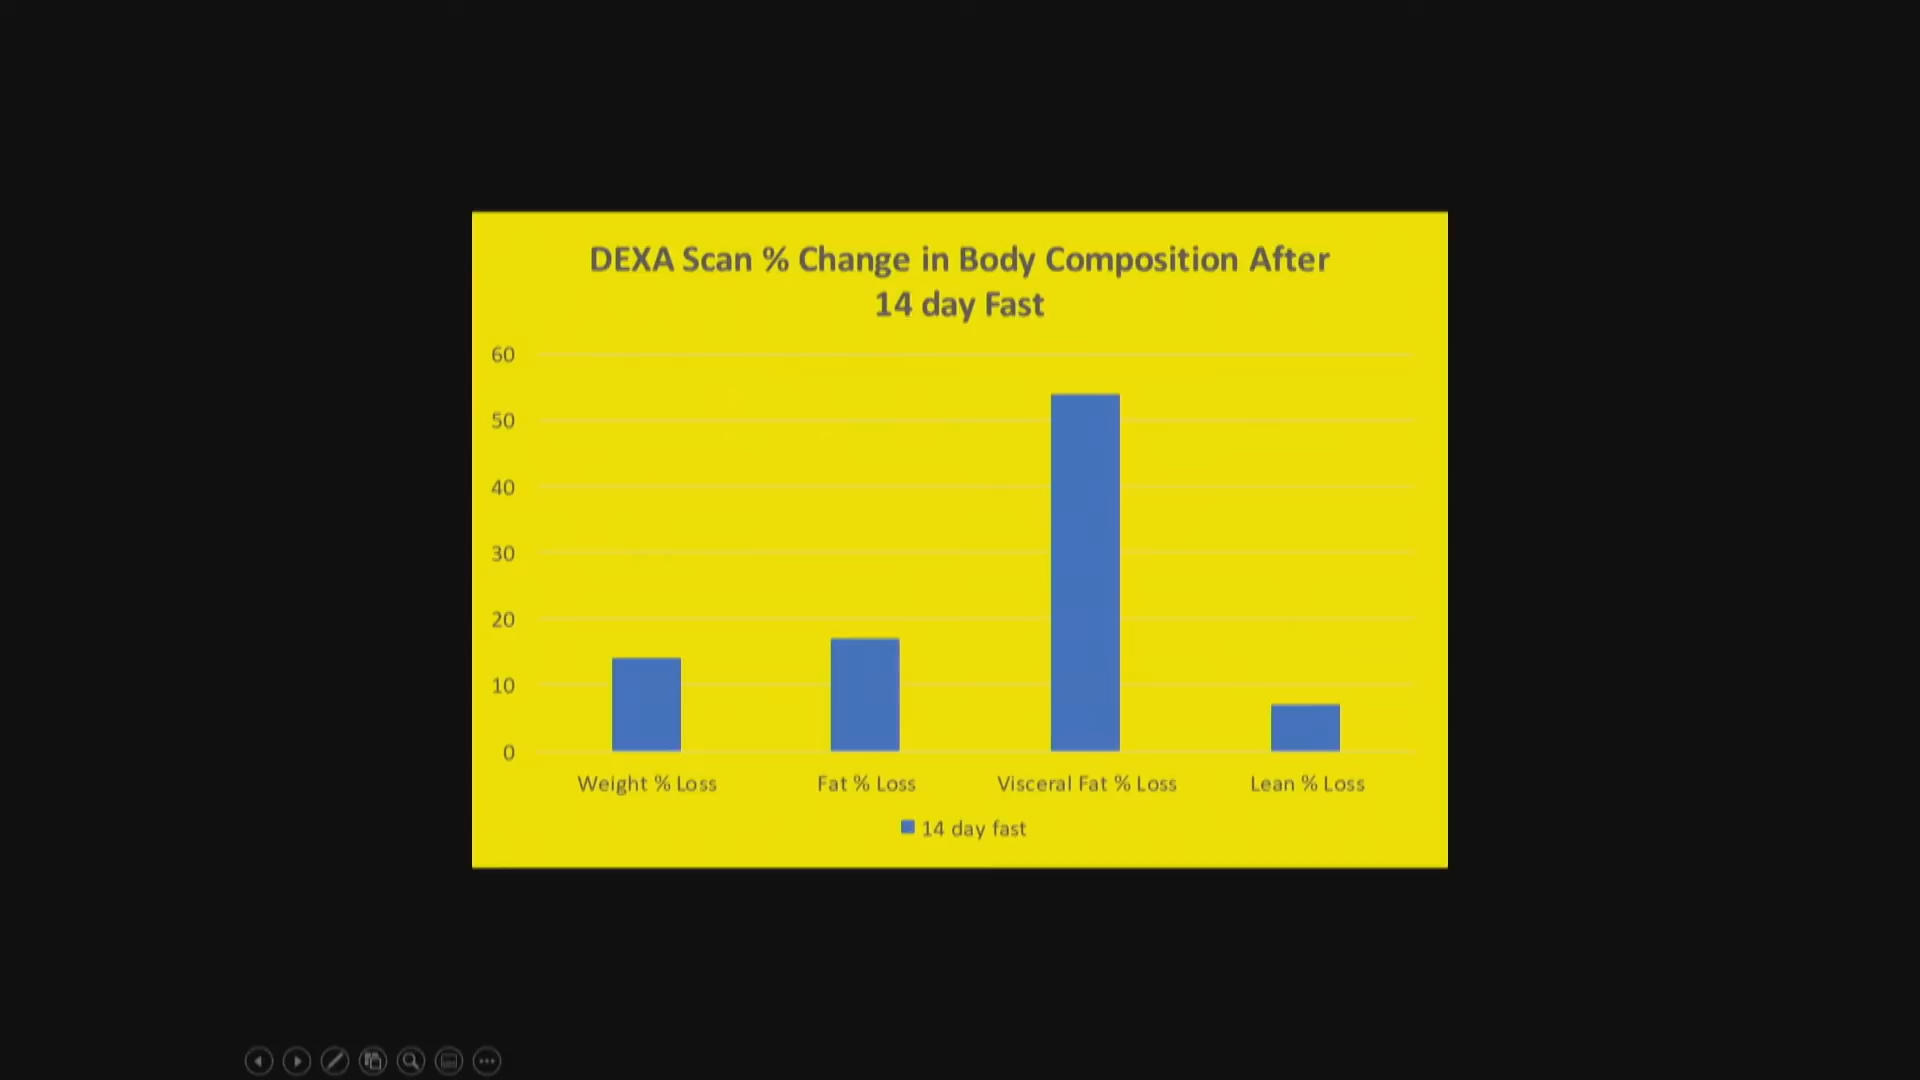 DEXA Scan % Change in Body Composition After
14 day Fast
60
50
40
30
20
10
0
Weight % Loss
Fat % Loss
Visceral Fat % Loss
Lean % Loss
14 day fast